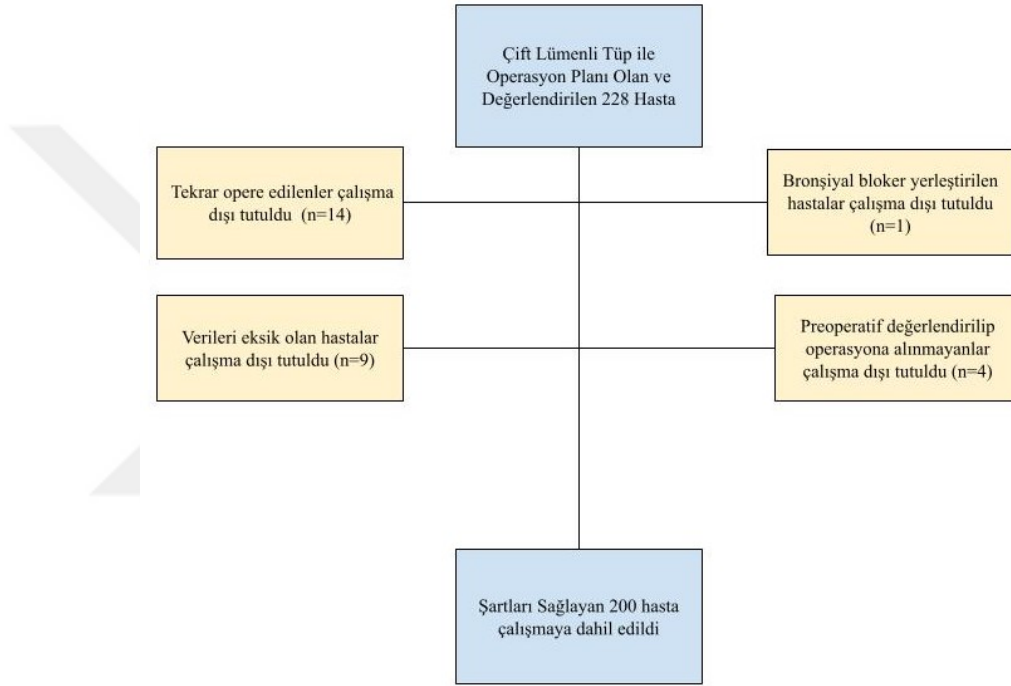 Çift Lümenli Tüp ile
Operasyon Planı Olan ve
Değerlendirilen 228 Hasta
Tekrar opere edilenler çalışma
dışı tutuldu (n=14)
Bronşiyal bloker yerleştirilen
hastalar çalışma dışı tutuldu
(n=1)
Verileri eksik olan hastalar
çalışma dışı tutuldu (n=9)
Preoperatif değerlendirilip
operasyona alınmayanlar
çalışma dışı tutuldu (n=4)
Şartları Sağlayan 200 hasta
çalışmaya dahil edildi